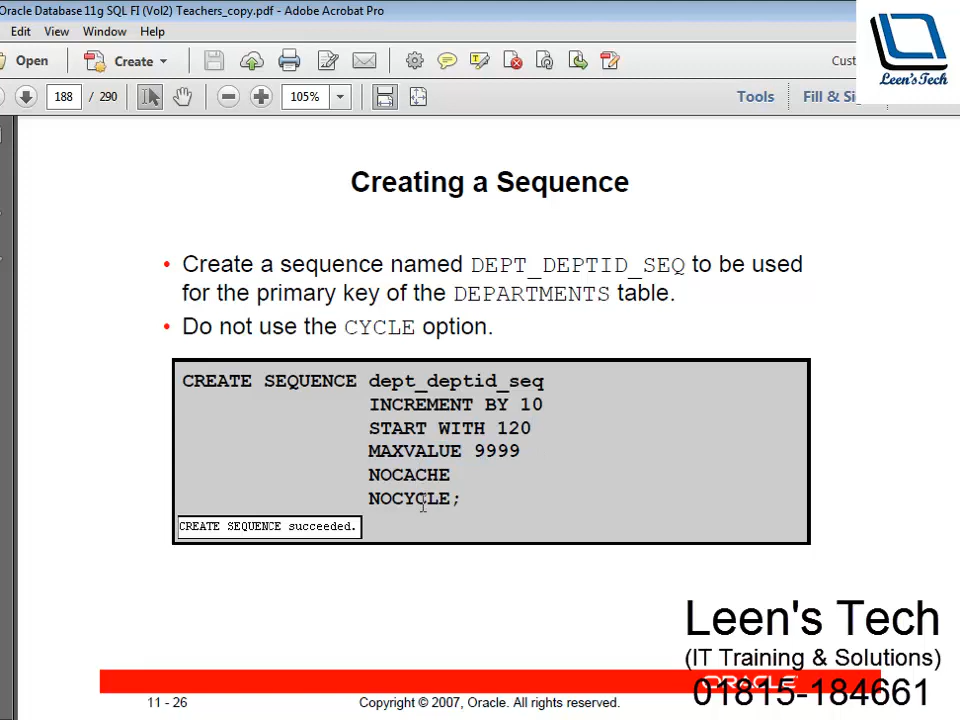 Oracle Database 11g SQL FI (Vol2) Teachers_copy.pdf - Adobe Acrobat Pro
Edit View Window Help
Open Create Cust
188 / 290 105% Tools Fill & Si
Leen'sTech
Creating a Sequence
• Create a sequence named DEPT_DEPTID_SEQ to be used
for the primary key of the DEPARTMENTS table.
• Do not use the CYCLE option.
CREATE SEQUENCE dept_deptid_seq
INCREMENT BY 10
START WITH 120
MAXVALUE 9999
NOCACHE
NOCYCLE;
CREATE SEQUENCE succeeded.
Leen's Tech
(IT Training & Solutions)
ORACLE
01815-184661
11 - 26 Copyright © 2007, Oracle. All rights reserved.